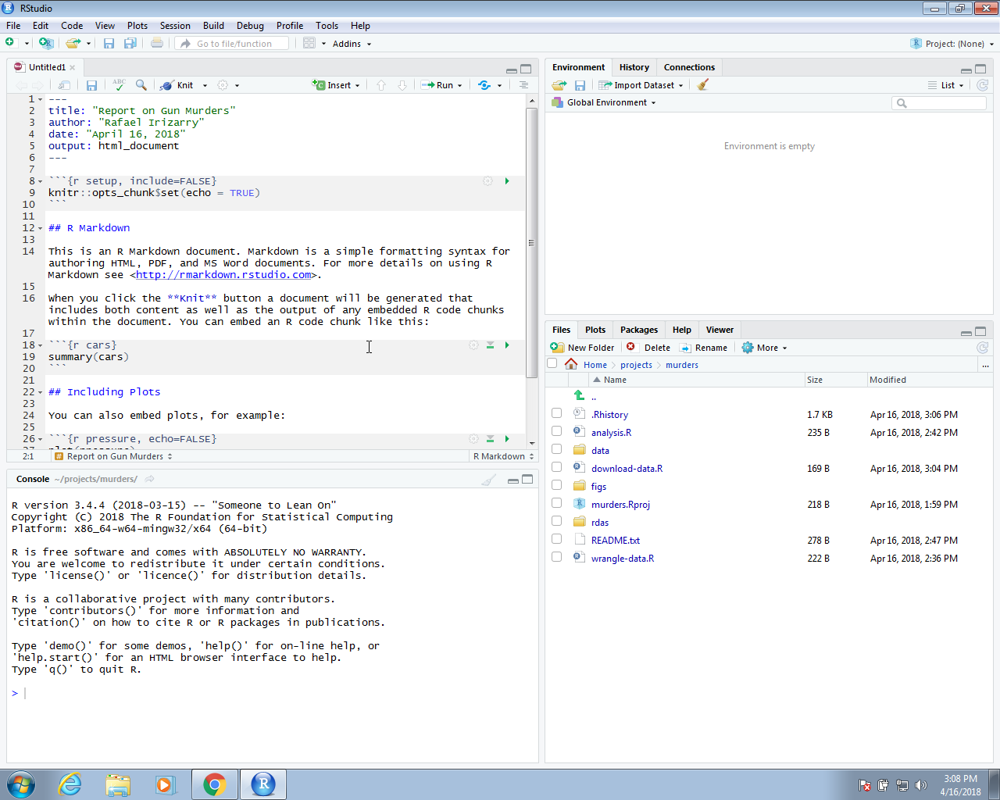 RStudio
File Edit Code View Plots Session Build Debug Profile Tools Help
Go to file/function Addins Project: (None)
Untitled1
ABC Knit Insert Run
1 ---
2 title: "Report on Gun Murders"
3 author: "Rafael Irizarry"
4 date: "April 16, 2018"
5 output: html_document
6 ---
7
8 ```{r setup, include=FALSE}
9 knitr::opts_chunk$set(echo = TRUE)
10 ```
11
12 ## R Markdown
13
14 This is an R Markdown document. Markdown is a simple formatting syntax for
authoring HTML, PDF, and MS Word documents. For more details on using R
Markdown see <http://rmarkdown.rstudio.com>.
15
16 When you click the **Knit** button a document will be generated that
includes both content as well as the output of any embedded R code chunks
within the document. You can embed an R code chunk like this:
17
18 ```{r cars}
19 summary(cars)
20 ```
21
22 ## Including Plots
23
24 You can also embed plots, for example:
25
26 ```{r pressure, echo=FALSE}
27 plot(pressure)
2:1 Report on Gun Murders R Markdown
Console ~/projects/murders/
R version 3.4.4 (2018-03-15) -- "Someone to Lean On"
Copyright (C) 2018 The R Foundation for Statistical Computing
Platform: x86_64-w64-mingw32/x64 (64-bit)
R is free software and comes with ABSOLUTELY NO WARRANTY.
You are welcome to redistribute it under certain conditions.
Type 'license()' or 'licence()' for distribution details.
R is a collaborative project with many contributors.
Type 'contributors()' for more information and
'citation()' on how to cite R or R packages in publications.
Type 'demo()' for some demos, 'help()' for on-line help, or
'help.start()' for an HTML browser interface to help.
Type 'q()' to quit R.
>
Environment History Connections
Import Dataset List
Global Environment
Environment is empty
Files Plots Packages Help Viewer
New Folder Delete Rename More
Home projects murders ...
Name Size Modified
..
.Rhistory 1.7 KB Apr 16, 2018, 3:06 PM
analysis.R 235 B Apr 16, 2018, 2:42 PM
data
download-data.R 169 B Apr 16, 2018, 3:04 PM
figs
murders.Rproj 218 B Apr 16, 2018, 1:59 PM
rdas
README.txt 278 B Apr 16, 2018, 2:47 PM
wrangle-data.R 222 B Apr 16, 2018, 2:36 PM
3:08 PM
4/16/2018